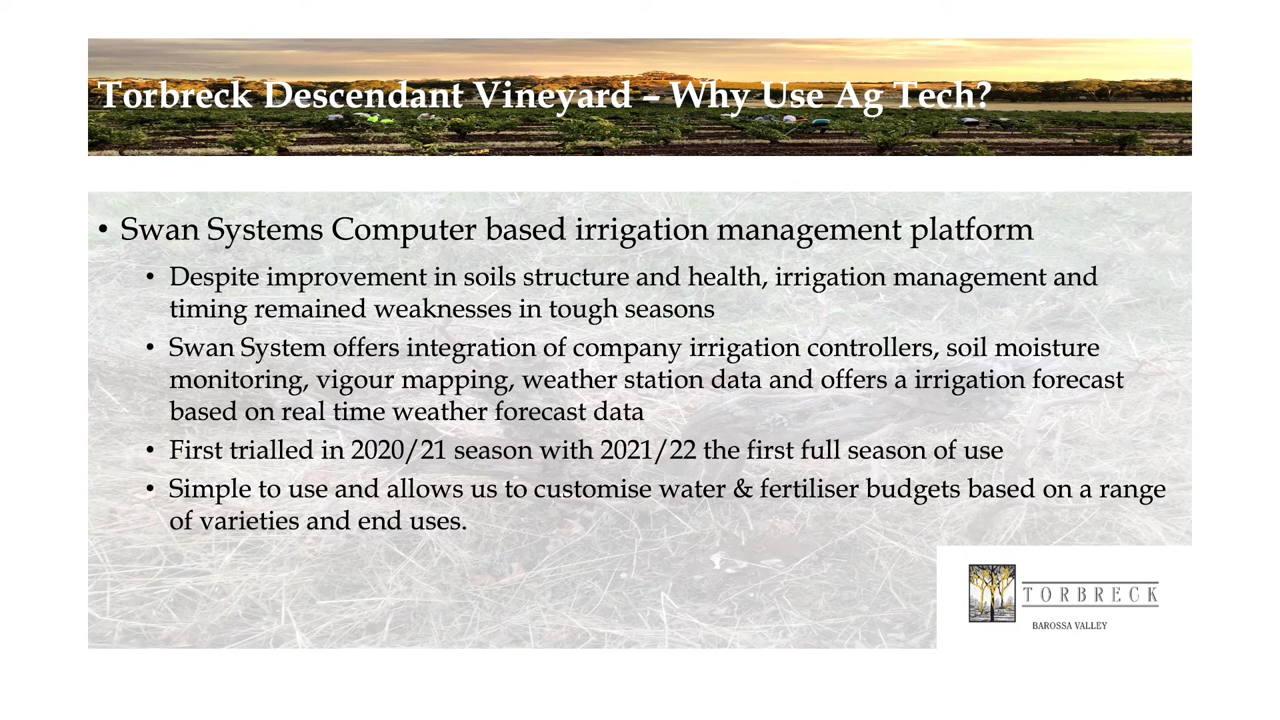 Torbreck Descendant Vineyard – Why Use Ag Tech?
• Swan Systems Computer based irrigation management platform
• Despite improvement in soils structure and health, irrigation management and
timing remained weaknesses in tough seasons
• Swan System offers integration of company irrigation controllers, soil moisture
monitoring, vigour mapping, weather station data and offers a irrigation forecast
based on real time weather forecast data
• First trialled in 2020/21 season with 2021/22 the first full season of use
• Simple to use and allows us to customise water & fertiliser budgets based on a range
of varieties and end uses.
TORBRECK
BAROSSA VALLEY